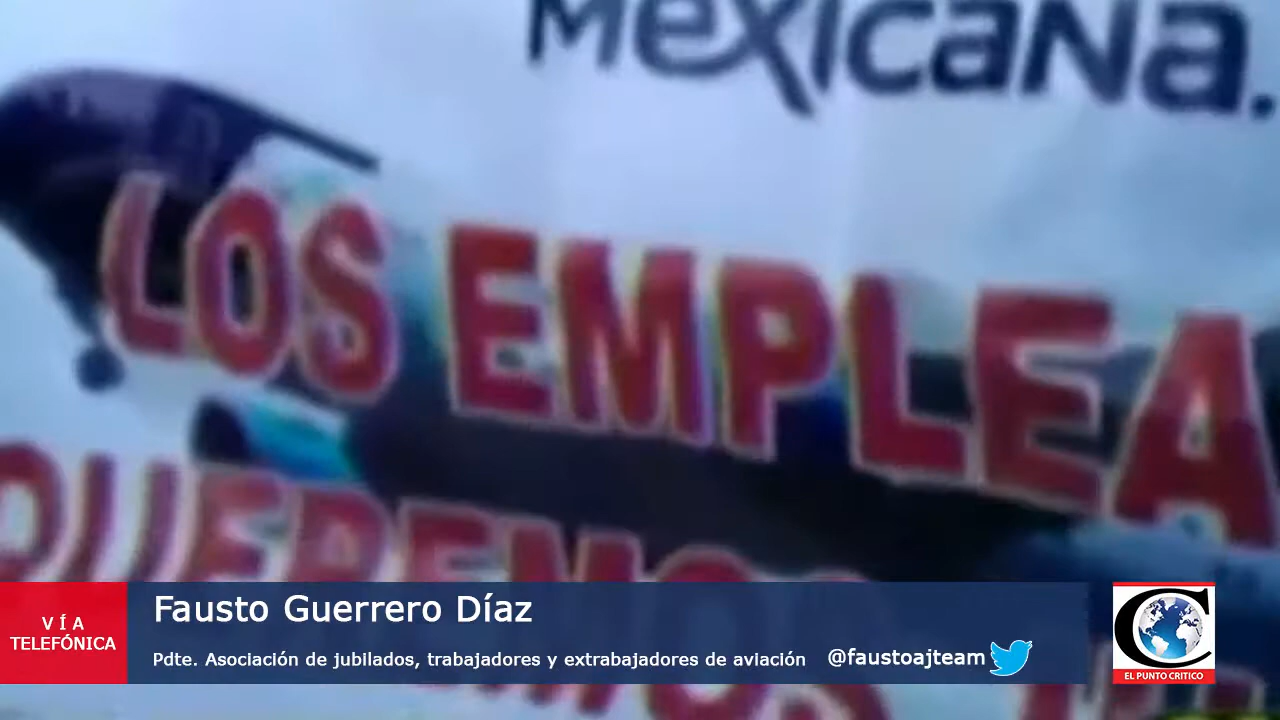 mexicana.
LOS EMPLEA
QUEREMOS
VÍA
TELEFÓNICA
Fausto Guerrero Díaz
Pdte. Asociación de jubilados, trabajadores y extrabajadores de aviación @faustoajteam
C
EL PUNTO CRITICO